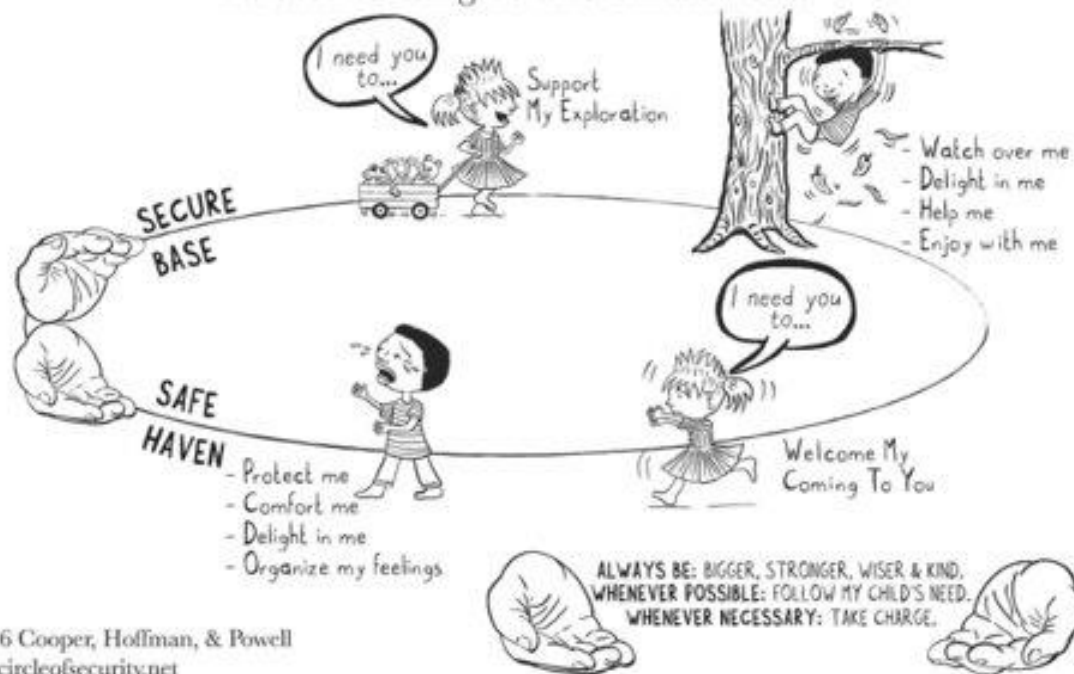 I need you
to...
Support
My Exploration
- Watch over me
- Delight in me
- Help me
- Enjoy with me
SECURE
BASE
I need you
to...
SAFE
HAVEN
- Protect me
- Comfort me
- Delight in me
- Organize my feelings
Welcome My
Coming To You
ALWAYS BE: BIGGER, STRONGER, WISER & KIND.
WHENEVER POSSIBLE: FOLLOW MY CHILD'S NEED.
WHENEVER NECESSARY: TAKE CHARGE.
6 Cooper, Hoffman, & Powell
circleofsecurity.net